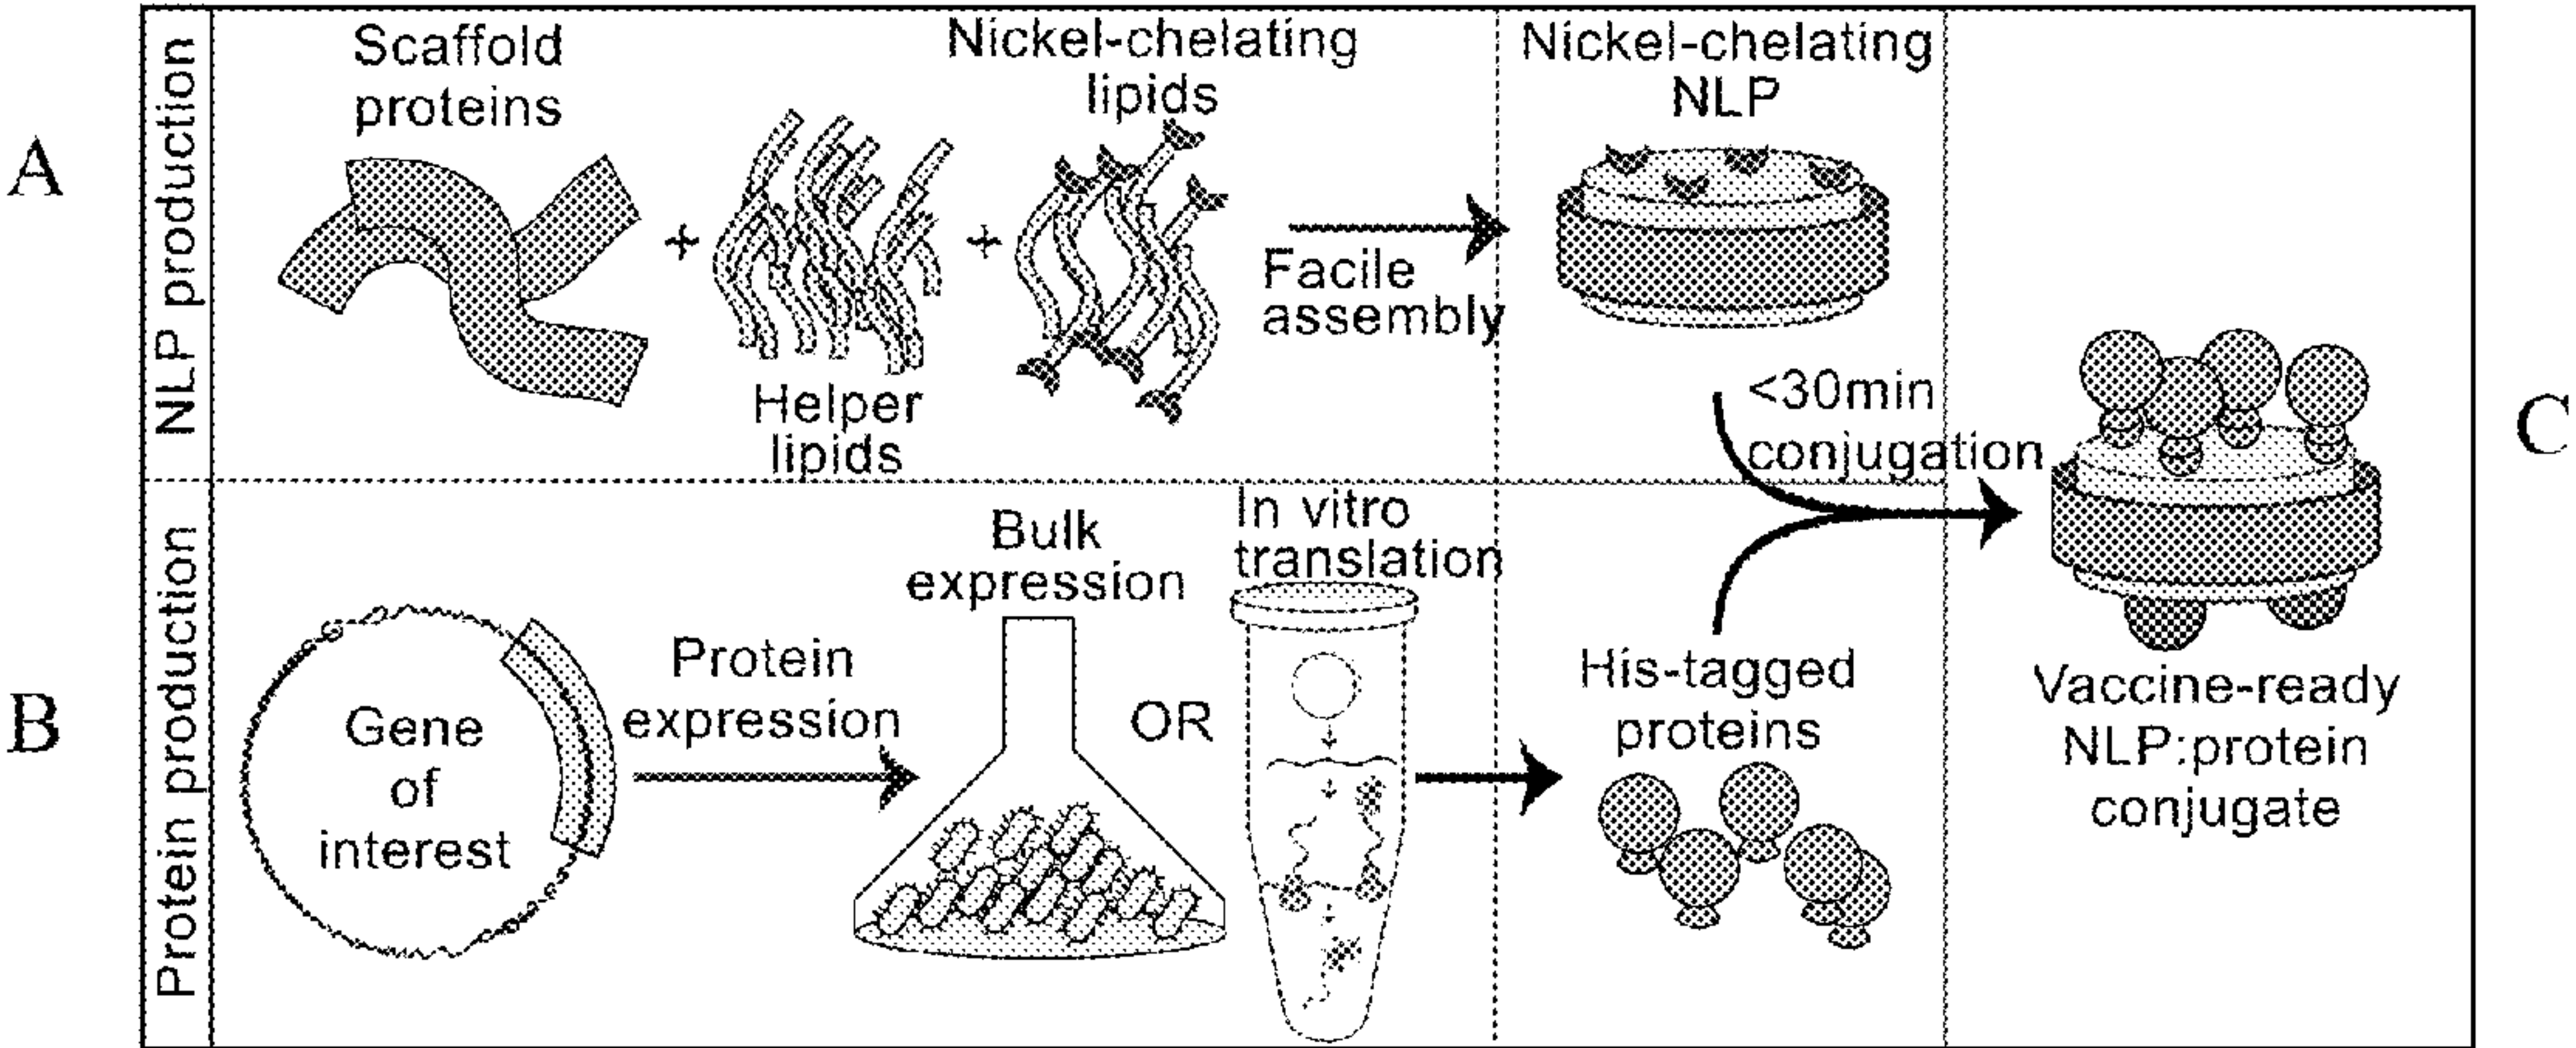 A
NLP production
Scaffold
proteins
+
Helper
lipids
+
Nickel-chelating
lipids
Facile
assembly
Nickel-chelating
NLP
<30min
conjugation
B
Protein production
Gene
of
interest
Protein
expression
Bulk
expression
OR
In vitro
translation
His-tagged
proteins
C
Vaccine-ready
NLP:protein
conjugate